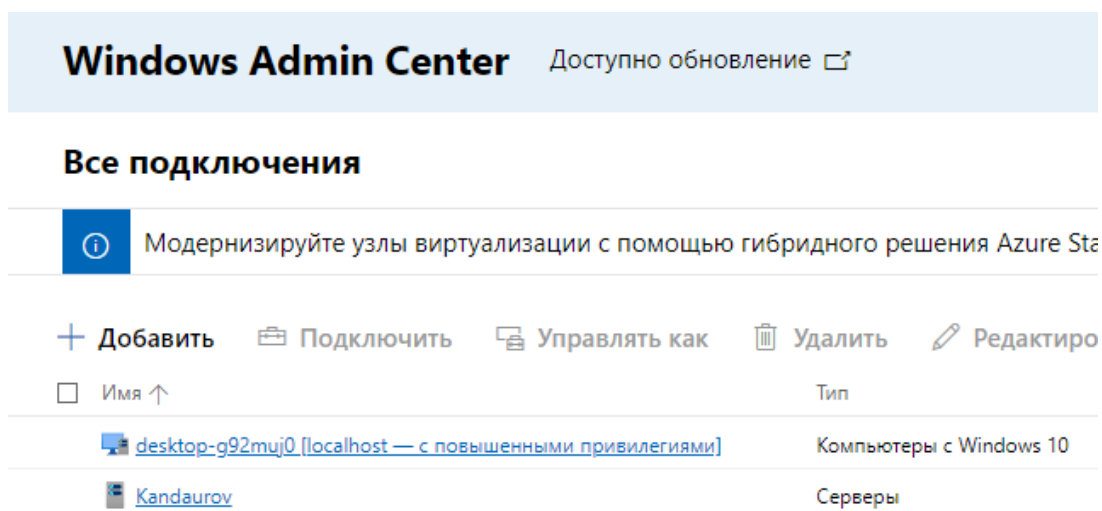 Windows Admin Center Доступно обновление
Все подключения
Модернизируйте узлы виртуализации с помощью гибридного решения Azure Sta
Добавить Подключить Управлять как Удалить Редактиро
Имя Тип
desktop-g92muj0 [localhost — с повышенными привилегиями] Компьютеры с Windows 10
Kandaurov Серверы